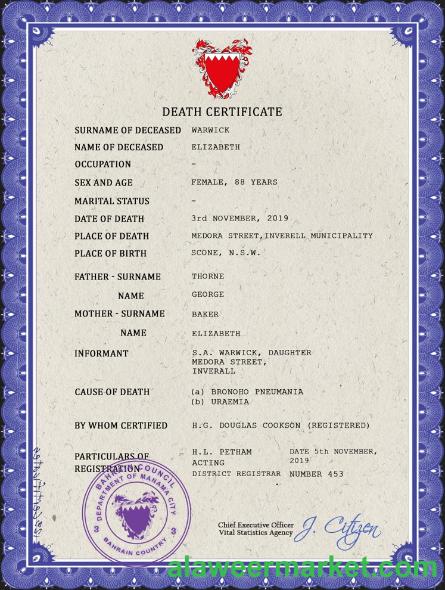 DEATH CERTIFICATE
SURNAME OF DECEASED WARWICK
NAME OF DECEASED ELIZABETH
OCCUPATION –
SEX AND AGE FEMALE, 88 YEARS
MARITAL STATUS –
DATE OF DEATH 3rd NOVEMBER, 2019
PLACE OF DEATH MEDORA STREET,INVERELL MUNICIPALITY
PLACE OF BIRTH SCONE, N.S.W.
FATHER - SURNAME THORNE
NAME GEORGE
MOTHER - SURNAME BAKER
NAME ELIZABETH
INFORMANT S.A. WARWICK, DAUGHTER
MEDORA STREET,
INVERALL
CAUSE OF DEATH (a) BRONOHO PNEUMANIA
(b) URAEMIA
BY WHOM CERTIFIED H.G. DOUGLAS COOKSON (REGISTERED)
PARTICULARS OF REGISTRATION
H.L. PETHAM
ACTING
DISTRICT REGISTRAR
DATE 5th NOVEMBER,
2019
NUMBER 453
BAHRAIN COUNCIL
DEPARTMENT OF MAHAMA CITY
BAHRAIN COUNTRY
Chief Executive Officer
Vital Statistics Agency
J. Citizen
alaweermarket.com